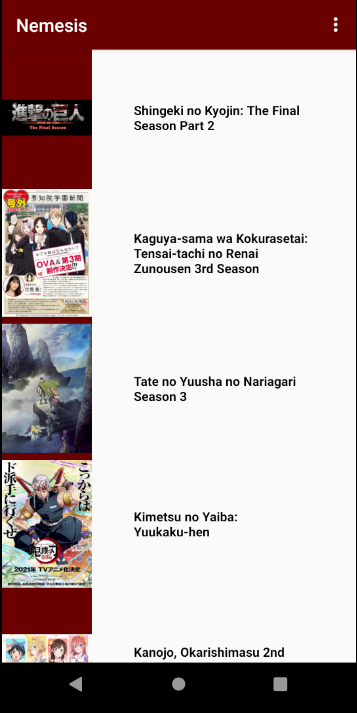 Nemesis
進撃の巨人
The Final Season
Shingeki no Kyojin: The Final
Season Part 2
号外
秀知院学園新聞
OVA & 第3期
制作決定!!!
Kaguya-sama wa Kokurasetai:
Tensai-tachi no Renai
Zunousen 3rd Season
Tate no Yuusha no Nariagari
Season 3
こっからは
ド派手に行くぜ
鬼滅の刃
2021年 TVアニメ化決定
Kimetsu no Yaiba:
Yuukaku-hen
Kanojo, Okarishimasu 2nd